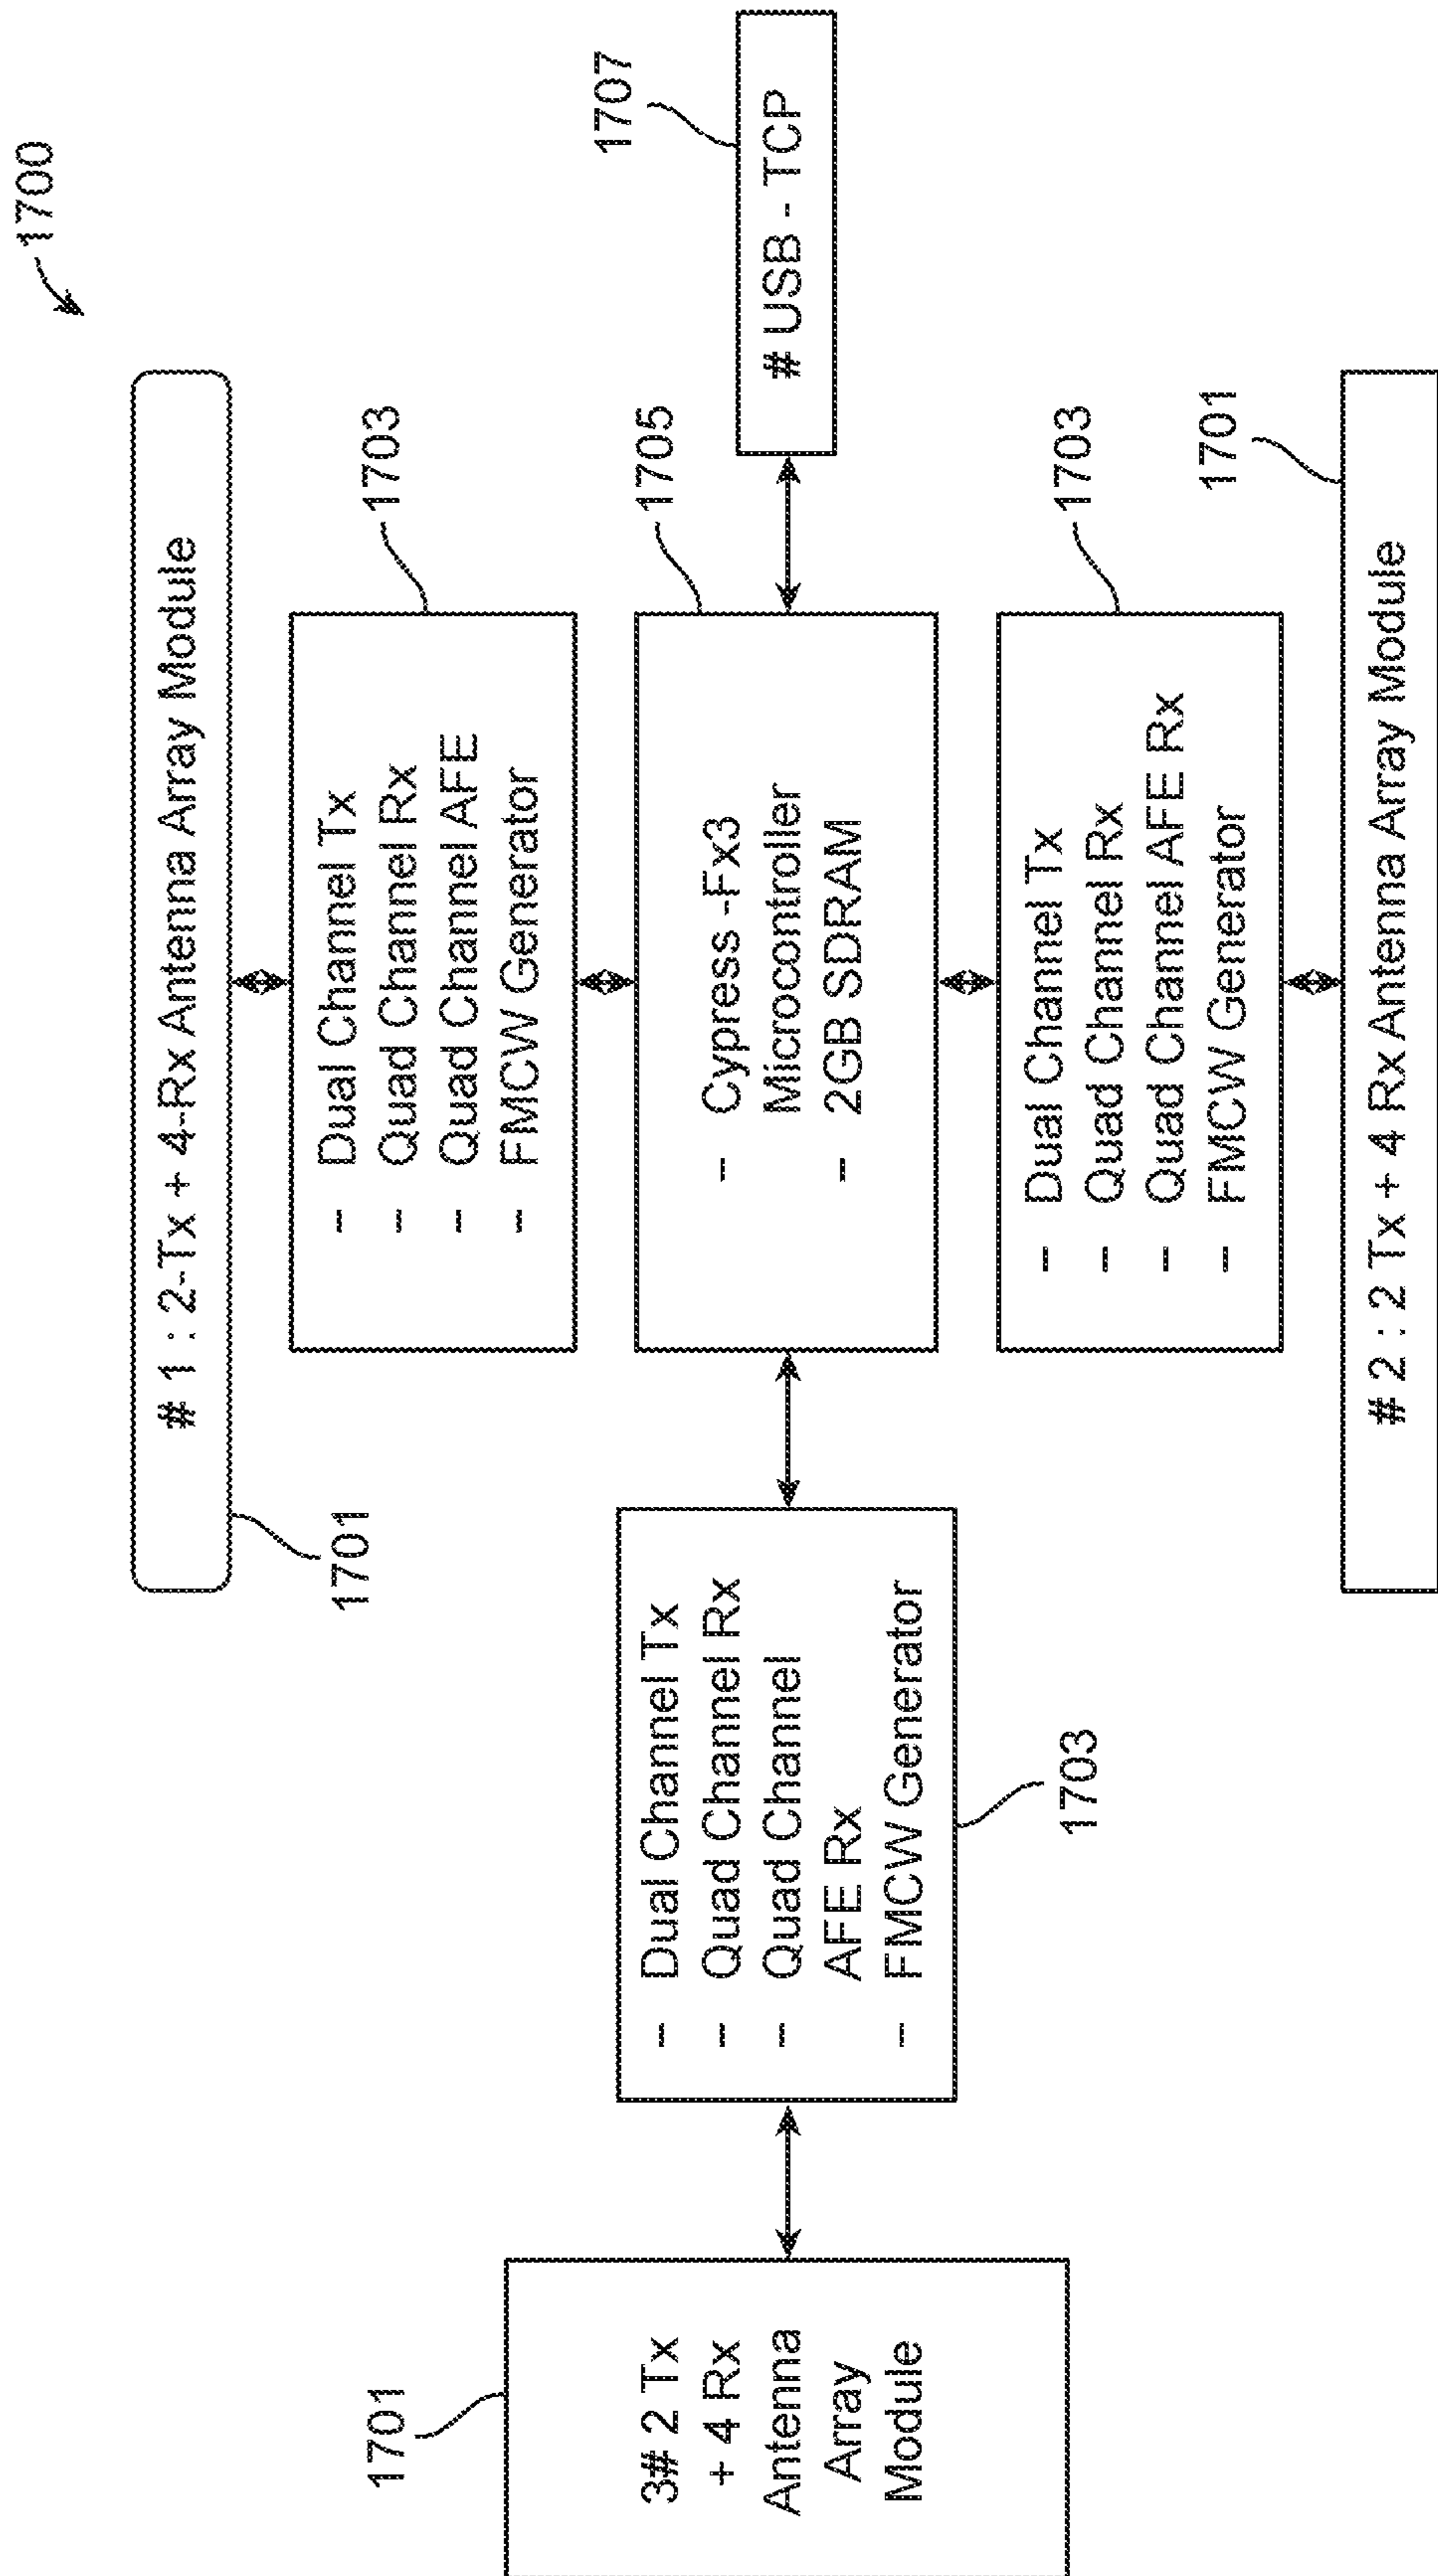 1700
# 1 : 2-Tx + 4-Rx Antenna Array Module
1701
– Dual Channel Tx
– Quad Channel Rx
– Quad Channel AFE
– FMCW Generator
1703
3# 2 Tx
+ 4 Rx
Antenna
Array
Module
1701
– Dual Channel Tx
– Quad Channel Rx
– Quad Channel
AFE Rx
– FMCW Generator
1703
– Cypress -Fx3
Microcontroller
– 2GB SDRAM
1705
# USB - TCP
1707
– Dual Channel Tx
– Quad Channel Rx
– Quad Channel AFE Rx
– FMCW Generator
1703
# 2 : 2 Tx + 4 Rx Antenna Array Module
1701